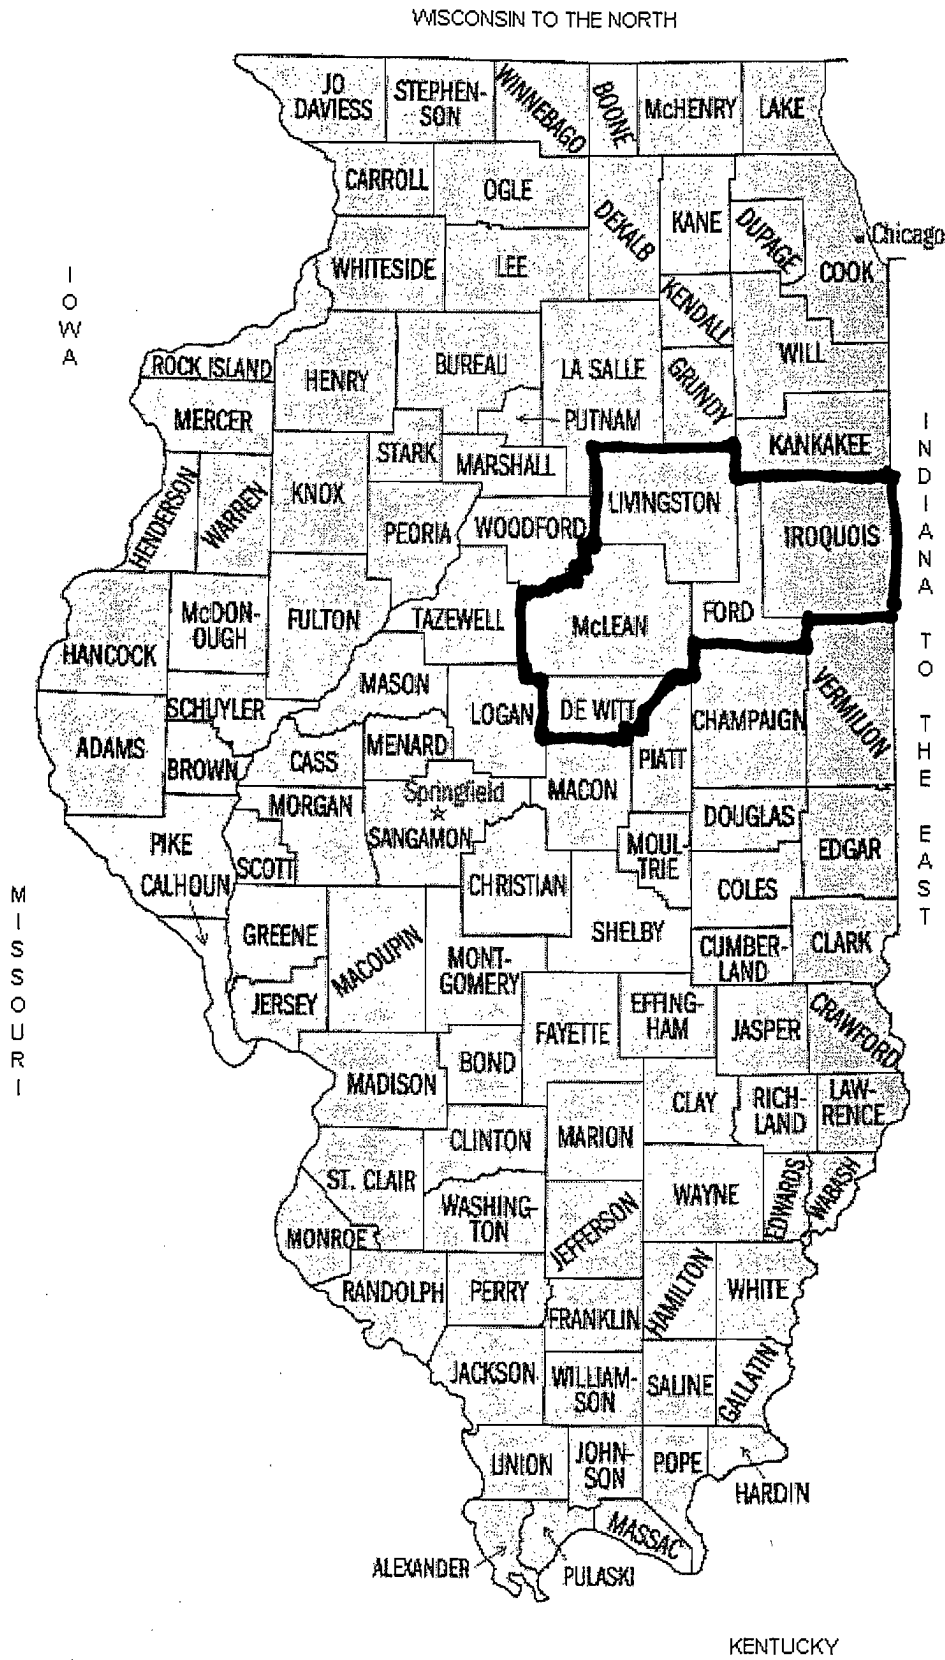 WISCONSIN TO THE NORTH
JO
DAVIESS
STEPHEN-
SON
WINNEBAGO
BOONE
McHENRY
LAKE
CARROLL
OGLE
DEKALB
KANE
DUPAGE
Chicago
COOK
WHITESIDE
LEE
KENDALL
IOWA
ROCK ISLAND
HENRY
BUREAU
LA SALLE
GRUNDY
WILL
MERCER
PUTNAM
KANKAKEE
STARK
MARSHALL
HENDERSON
WARREN
KNOX
PEORIA
WOODFORD
LIVINGSTON
IROQUOIS
INDIANA TO THE EAST
McDON-
OUGH
FULTON
TAZEWELL
McLEAN
FORD
HANCOCK
MASON
SCHUYLER
LOGAN
DE WITT
CHAMPAIGN
VERMILION
ADAMS
BROWN
CASS
MENARD
PIATT
MORGAN
Springfield
SANGAMON
MACON
DOUGLAS
PIKE
SCOTT
MOUL-
TRIE
EDGAR
CALHOUN
CHRISTIAN
COLES
MISSOURI
GREENE
MACOUPIN
MONT-
GOMERY
SHELBY
CUMBER-
LAND
CLARK
JERSEY
FAYETTE
EFFING-
HAM
JASPER
CRAWFORD
MADISON
BOND
CLAY
RICH-
LAND
LAW-
RENCE
CLINTON
MARION
ST. CLAIR
WASHING-
TON
JEFFERSON
WAYNE
EDWARDS
WABASH
MONROE
RANDOLPH
PERRY
FRANKLIN
HAMILTON
WHITE
JACKSON
WILLIAM-
SON
SALINE
GALLATIN
UNION
JOHN-
SON
POPE
HARDIN
ALEXANDER
PULASKI
MASSAC
KENTUCKY